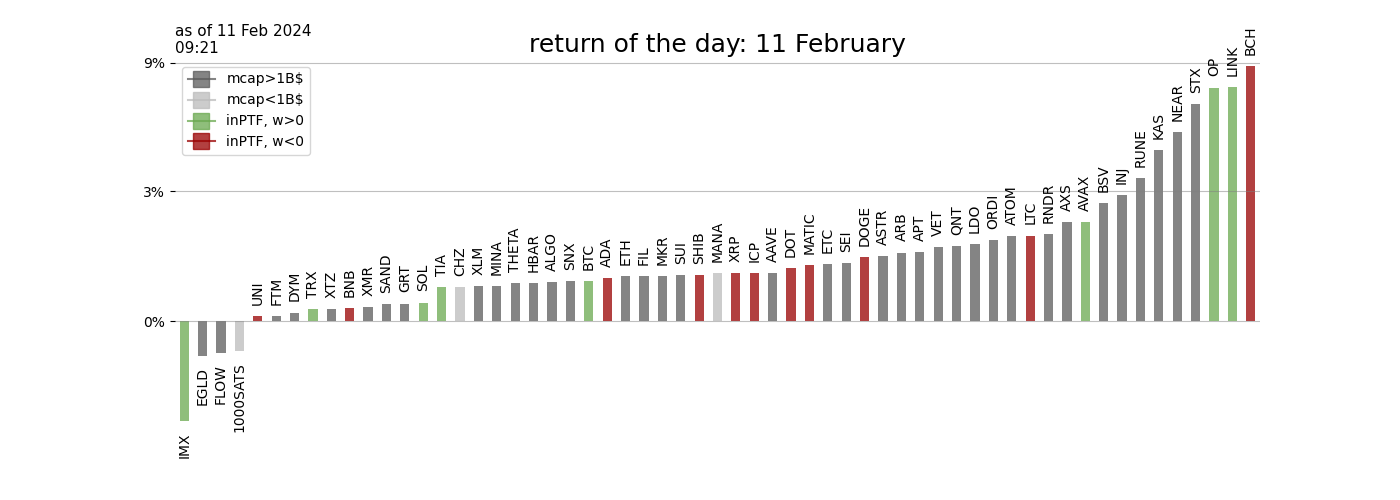 as of 11 Feb 2024
09:21
return of the day: 11 February
9%
3%
0%
mcap>1B$
mcap<1B$
inPTF, w>0
inPTF, w<0
IMX
EGLD
FLOW
1000SATS
UNI
FTM
DYM
TRX
XTZ
BNB
XMR
SAND
GRT
SOL
TIA
CHZ
XLM
MINA
THETA
HBAR
ALGO
SNX
BTC
ADA
ETH
FIL
MKR
SUI
SHIB
MANA
XRP
ICP
AAVE
DOT
MATIC
ETC
SEI
DOGE
ASTR
ARB
APT
VET
QNT
LDO
ORDI
ATOM
LTC
RNDR
AXS
AVAX
BSV
INJ
RUNE
KAS
NEAR
STX
OP
LINK
BCH